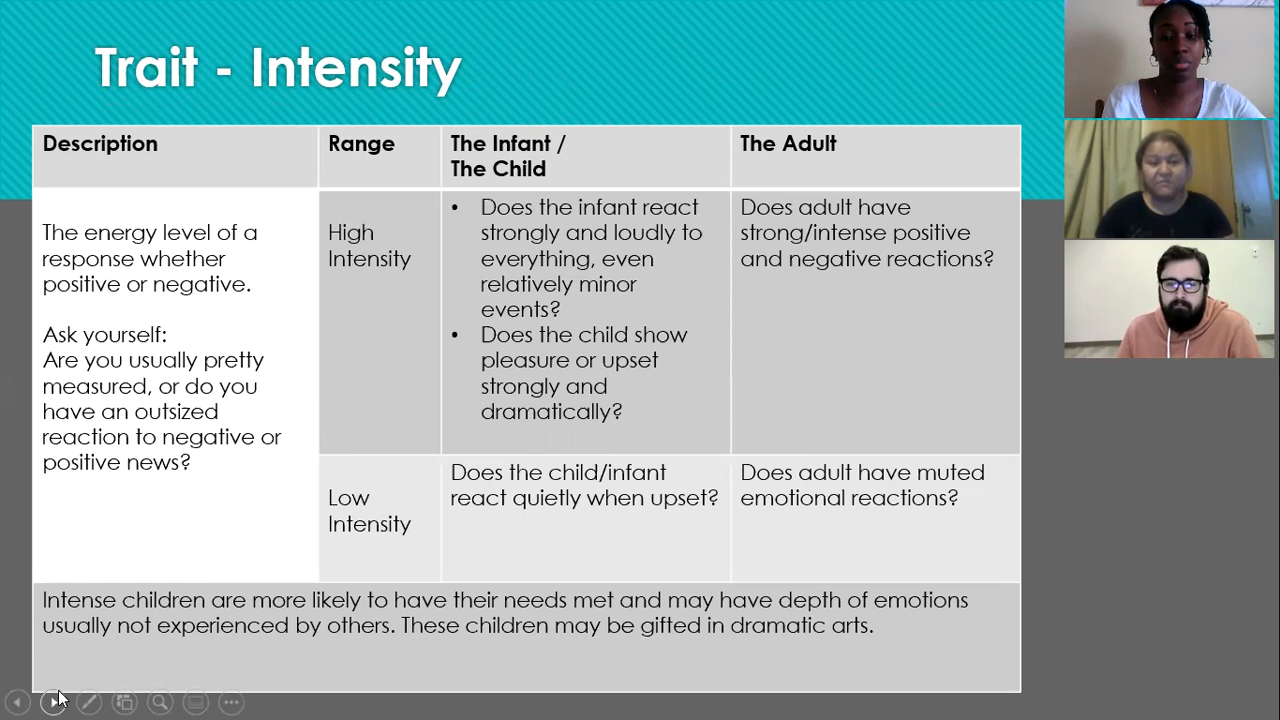 Trait - Intensity
Description
Range
The Infant /
The Child
The Adult
The energy level of a
response whether
positive or negative.
Ask yourself:
Are you usually pretty
measured, or do you
have an outsized
reaction to negative or
positive news?
High
Intensity
• Does the infant react
strongly and loudly to
everything, even
relatively minor
events?
• Does the child show
pleasure or upset
strongly and
dramatically?
Does adult have
strong/intense positive
and negative reactions?
Low
Intensity
Does the child/infant
react quietly when upset?
Does adult have muted
emotional reactions?
Intense children are more likely to have their needs met and may have depth of emotions
usually not experienced by others. These children may be gifted in dramatic arts.